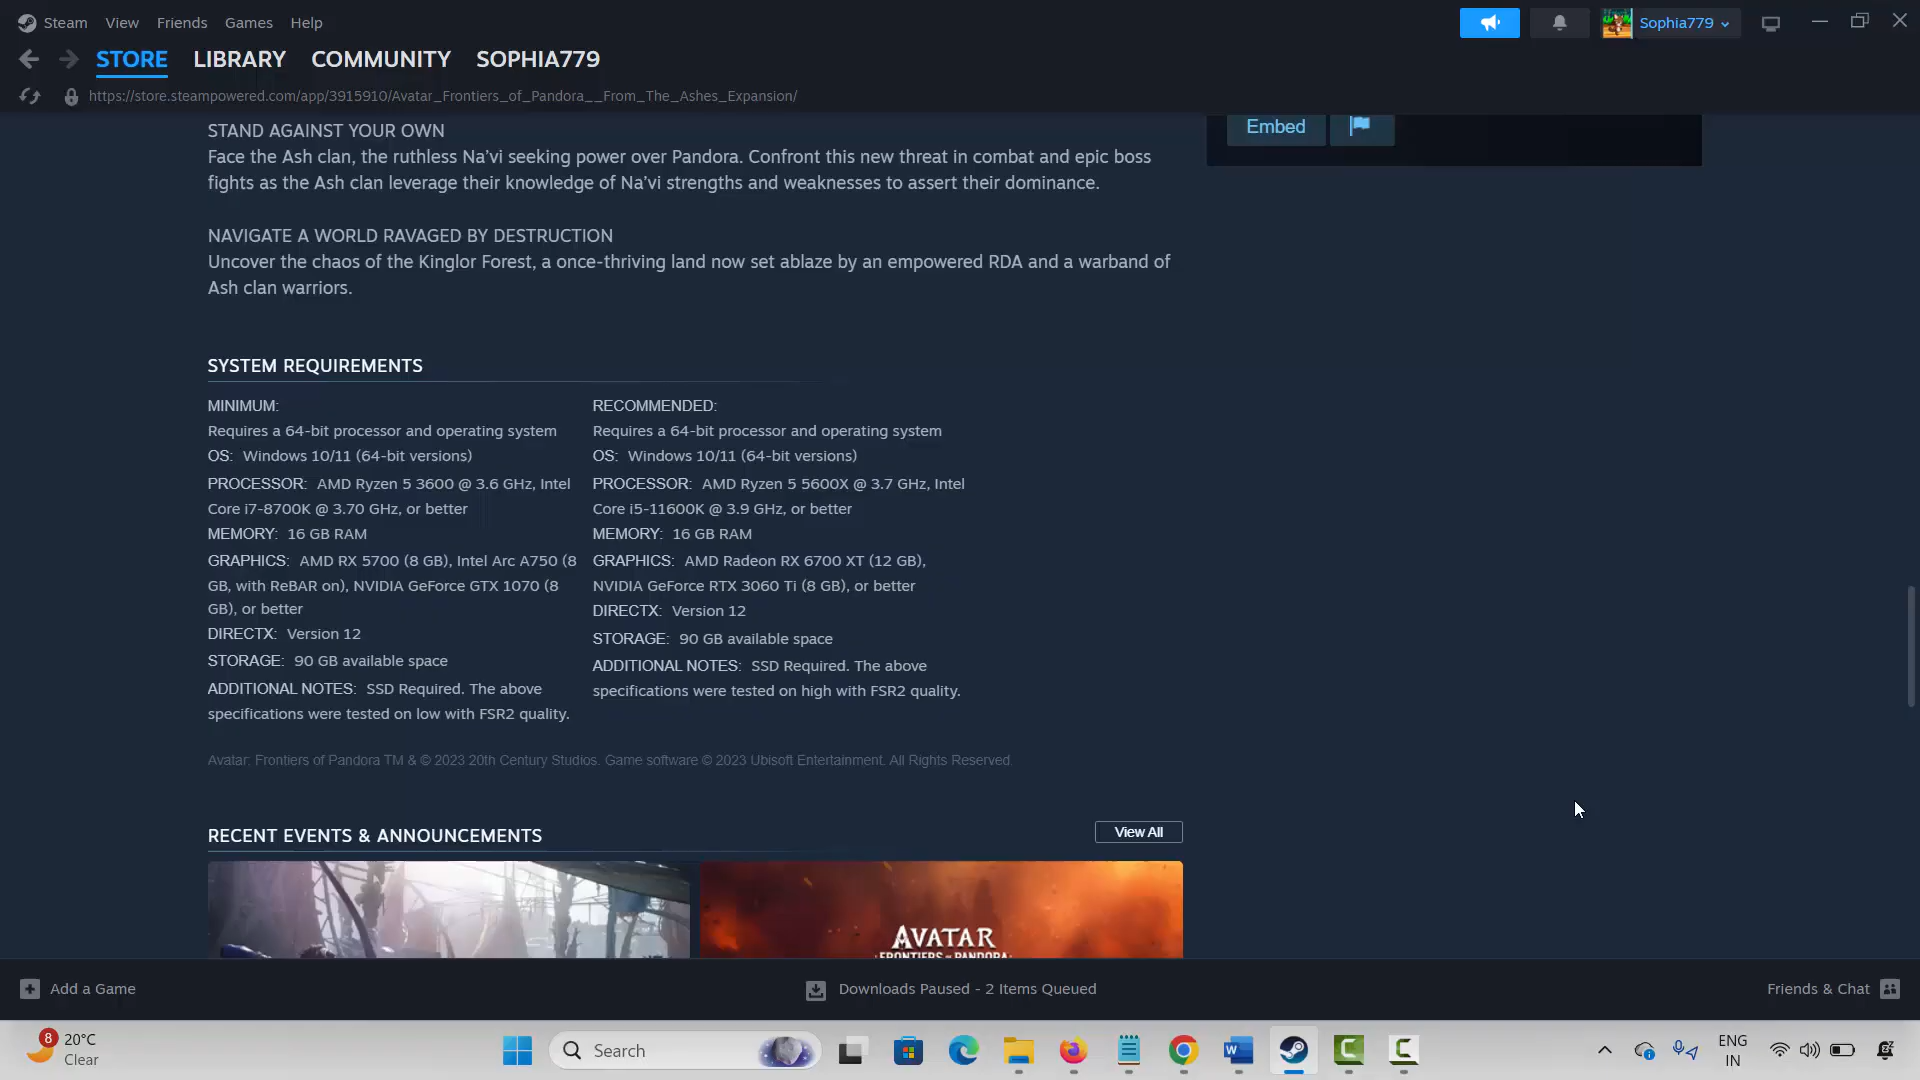 Steam View Friends Games Help
Sophia779
STORE LIBRARY COMMUNITY SOPHIA779
https://store.steampowered.com/app/3915910/Avatar_Frontiers_of_Pandora__From_The_Ashes_Expansion/
STAND AGAINST YOUR OWN
Face the Ash clan, the ruthless Na’vi seeking power over Pandora. Confront this new threat in combat and epic boss
fights as the Ash clan leverage their knowledge of Na’vi strengths and weaknesses to assert their dominance.
Embed
NAVIGATE A WORLD RAVAGED BY DESTRUCTION
Uncover the chaos of the Kinglor Forest, a once-thriving land now set ablaze by an empowered RDA and a warband of
Ash clan warriors.
SYSTEM REQUIREMENTS
MINIMUM:
Requires a 64-bit processor and operating system
OS: Windows 10/11 (64-bit versions)
PROCESSOR: AMD Ryzen 5 3600 @ 3.6 GHz, Intel
Core i7-8700K @ 3.70 GHz, or better
MEMORY: 16 GB RAM
GRAPHICS: AMD RX 5700 (8 GB), Intel Arc A750 (8
GB, with ReBAR on), NVIDIA GeForce GTX 1070 (8
GB), or better
DIRECTX: Version 12
STORAGE: 90 GB available space
ADDITIONAL NOTES: SSD Required. The above
specifications were tested on low with FSR2 quality.
RECOMMENDED:
Requires a 64-bit processor and operating system
OS: Windows 10/11 (64-bit versions)
PROCESSOR: AMD Ryzen 5 5600X @ 3.7 GHz, Intel
Core i5-11600K @ 3.9 GHz, or better
MEMORY: 16 GB RAM
GRAPHICS: AMD Radeon RX 6700 XT (12 GB),
NVIDIA GeForce RTX 3060 Ti (8 GB), or better
DIRECTX: Version 12
STORAGE: 90 GB available space
ADDITIONAL NOTES: SSD Required. The above
specifications were tested on high with FSR2 quality.
Avatar: Frontiers of Pandora TM & © 2023 20th Century Studios. Game software © 2023 Ubisoft Entertainment. All Rights Reserved.
RECENT EVENTS & ANNOUNCEMENTS
View All
AVATAR
FRONTIERS of PANDORA
Add a Game
Downloads Paused - 2 Items Queued
Friends & Chat
8
20°C
Clear
Search
W
ENG
IN